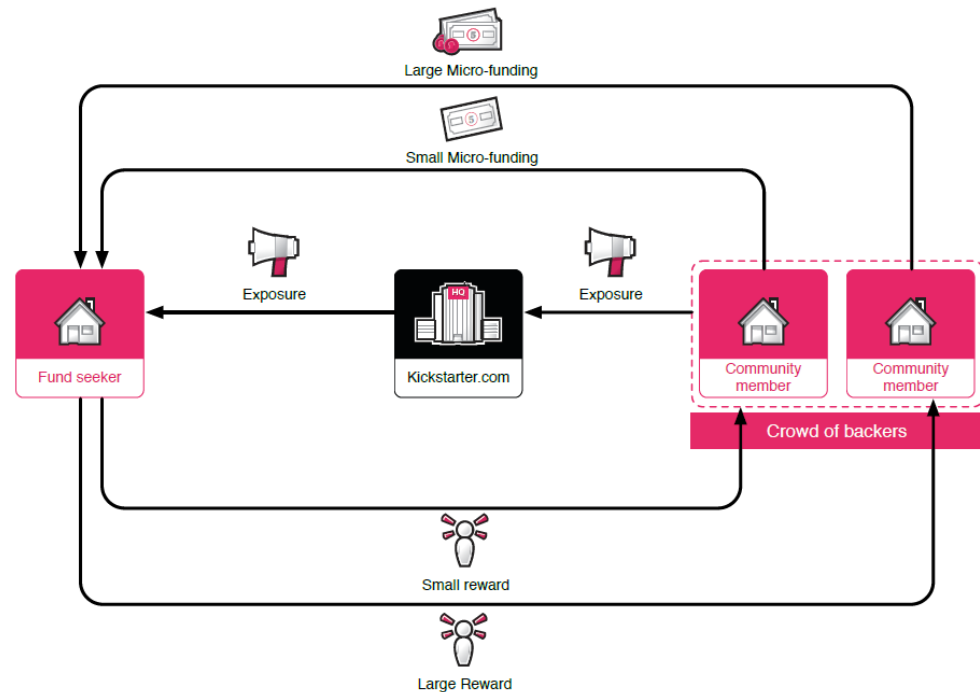 Large Micro-funding
Small Micro-funding
Exposure
Exposure
HQ
Fund seeker
Kickstarter.com
Community
member
Community
member
Crowd of backers
Small reward
Large Reward